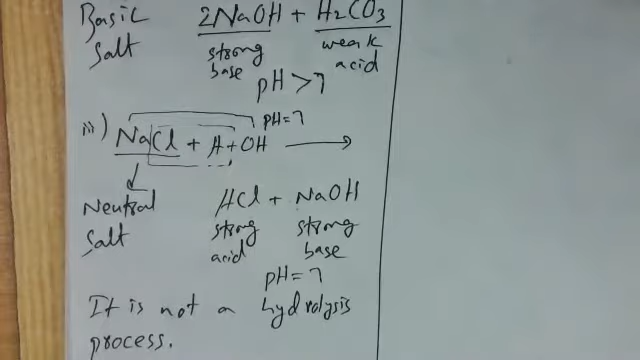 Basic 2NaOH + H2CO3
Salt strong base weak acid
pH > 7
iii) NaCl + H+OH pH=7
Neutral Salt HCl + NaOH
strong acid strong base
pH=7
It is not a hydrolysis
process.